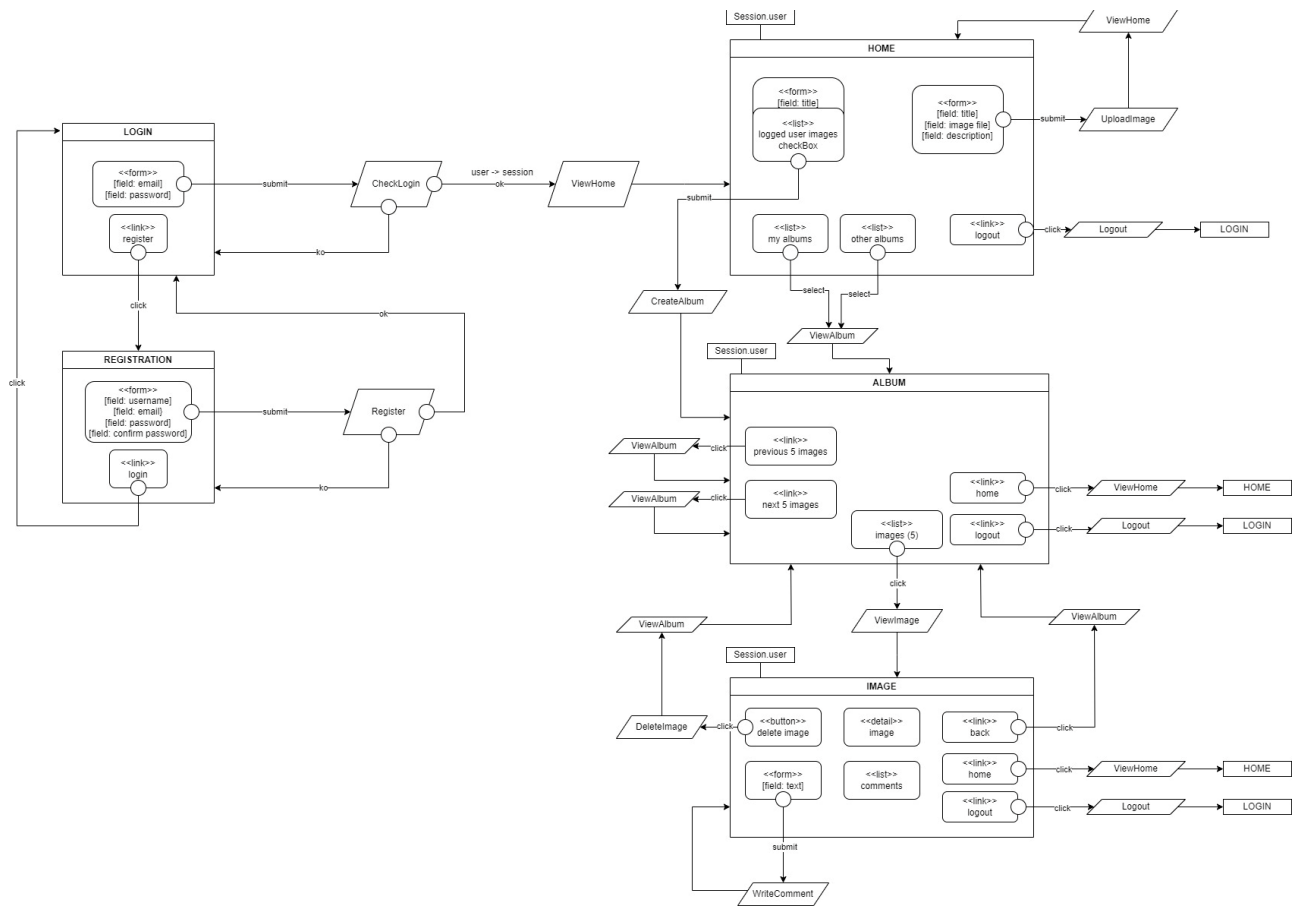 LOGIN
<<form>>
[field: email]
[field: password]
<<link>>
register
submit
CheckLogin
user -> session
ok
ViewHome
ko
click
ok
click
REGISTRATION
<<form>>
[field: username]
[field: email}
[field: password]
[field: confirm password]
<<link>>
login
submit
Register
ko
Session.user
HOME
ViewHome
<<form>>
[field: title]
<<list>>
logged user images
checkBox
<<form>>
[field: title]
[field: image file]
[field: description]
submit
UploadImage
submit
<<list>>
my albums
<<list>>
other albums
<<link>>
logout
click
Logout
LOGIN
select
select
CreateAlbum
ViewAlbum
Session.user
ALBUM
ViewAlbum
click
<<link>>
previous 5 images
ViewAlbum
click
<<link>>
next 5 images
<<list>>
images (5)
<<link>>
home
click
ViewHome
HOME
<<link>>
logout
click
Logout
LOGIN
click
ViewAlbum
ViewImage
ViewAlbum
Session.user
IMAGE
DeleteImage
click
<<button>>
delete image
<<detail>>
image
<<link>>
back
click
<<form>>
[field: text]
<<list>>
comments
<<link>>
home
click
ViewHome
HOME
<<link>>
logout
click
Logout
LOGIN
submit
WriteComment